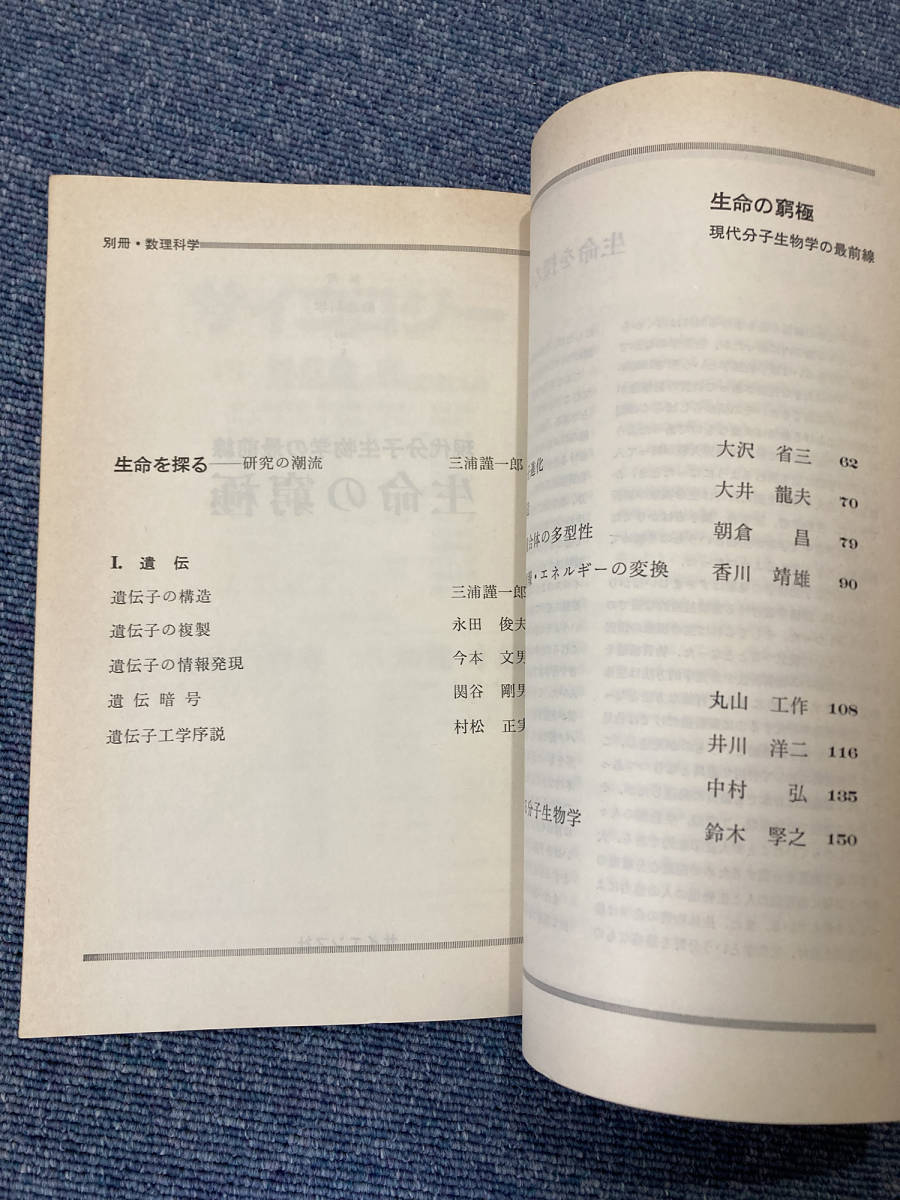 別冊・数理科学
生命を探る——研究の潮流 三浦謹一郎
I. 遺伝
遺伝子の構造 三浦謹一郎
遺伝子の複製 永田 俊夫
遺伝子の情報発現 今本 文男
遺伝暗号 関谷 剛男
遺伝子工学序説 村松 正実
生命の窮極
現代分子生物学の最前線
進化 大沢 省三 62
大井 龍夫 70
合体の多型性 朝倉 昌 79
・エネルギーの変換 香川 靖雄 90
丸山 工作 108
井川 洋二 116
中村 弘 135
分子生物学 鈴木 堅之 150